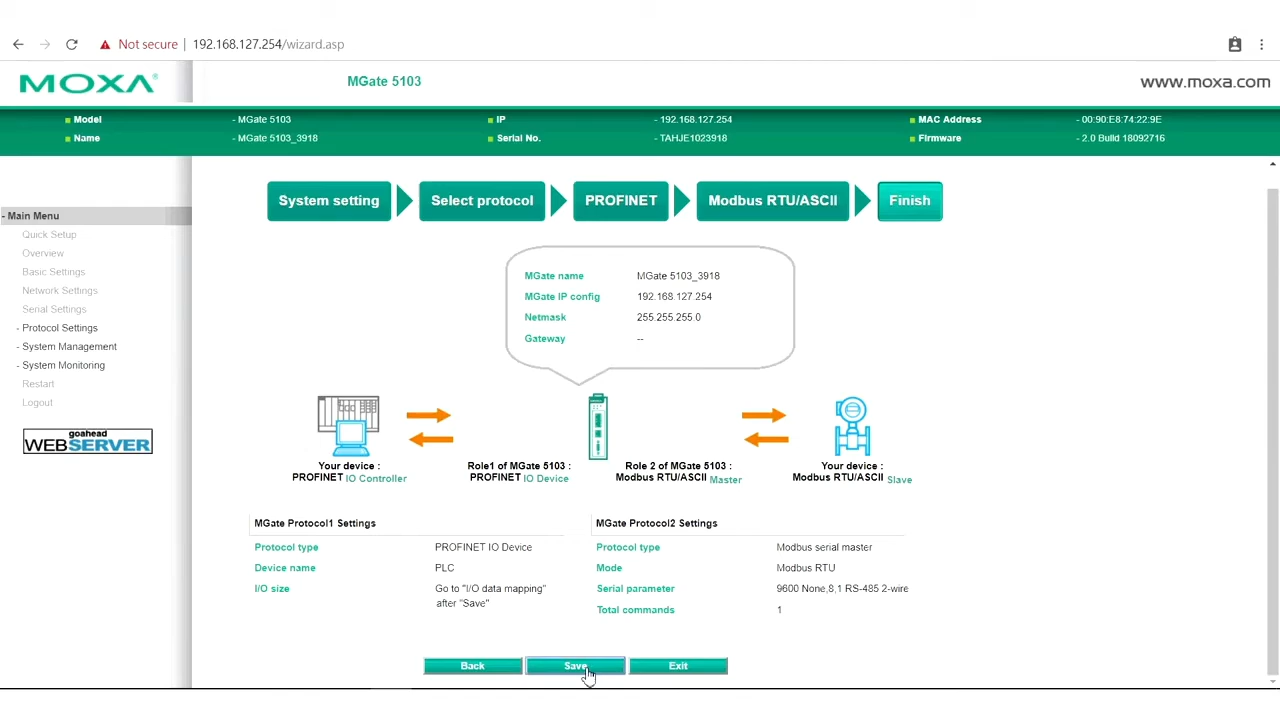 Not secure | 192.168.127.254/wizard.asp
MOXA®
MGate 5103
www.moxa.com
Model - MGate 5103 IP - 192.168.127.254 MAC Address - 00:90:E8:74:22:9E
Name - MGate 5103_3918 Serial No. - TAHJE1023918 Firmware - 2.0 Build 18092716
- Main Menu
Quick Setup
Overview
Basic Settings
Network Settings
Serial Settings
- Protocol Settings
- System Management
- System Monitoring
Restart
Logout
goahead
WEBSERVER
System setting Select protocol PROFINET Modbus RTU/ASCII Finish
MGate name MGate 5103_3918
MGate IP config 192.168.127.254
Netmask 255.255.255.0
Gateway --
Your device :
PROFINET IO Controller
Role1 of MGate 5103 :
PROFINET IO Device
Role 2 of MGate 5103 :
Modbus RTU/ASCII Master
Your device :
Modbus RTU/ASCII Slave
MGate Protocol1 Settings
Protocol type PROFINET IO Device
Device name PLC
I/O size Go to "I/O data mapping"
after "Save"
MGate Protocol2 Settings
Protocol type Modbus serial master
Mode Modbus RTU
Serial parameter 9600 None,8,1 RS-485 2-wire
Total commands 1
Back Save Exit